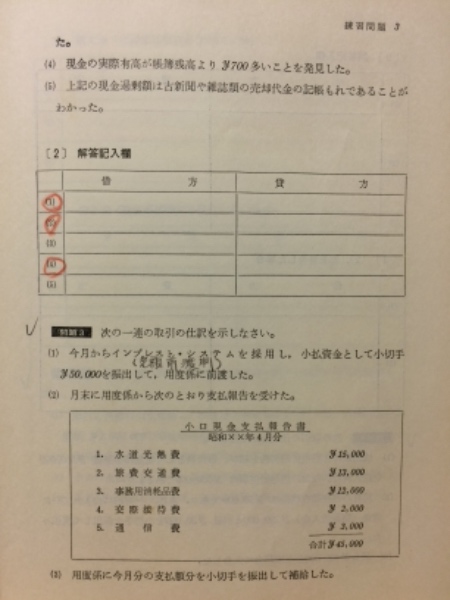 練習問題 3
た。
(4) 現金の実際有高が帳簿残高より ¥700多いことを発見した。
(5) 上記の現金過剰額は古新聞や雑誌類の売却代金の記帳もれであることが
わかった。
〔2〕 解答記入欄
借 方 貸 方
(1)
(2)
(3)
(4)
(5)
問題3 次の一連の取引の仕訳を示しなさい。
(1) 今月からインプレスト・システムを採用し，小払資金として小切手
(定額前渡制)
¥50,000を振出して，用度係に前渡した。
(2) 月末に用度係から次のとおり支払報告を受けた。
小口現金支払報告書
昭和××年4月分
1. 水道光熱費 ¥15,000
2. 旅費交通費 ¥13,000
3. 事務用消耗品費 ¥12,000
4. 交際接待費 ¥ 2,000
5. 通信費 ¥ 3,000
合計 ¥45,000
(3) 用度係に今月分の支払額分を小切手を振出して補給した。